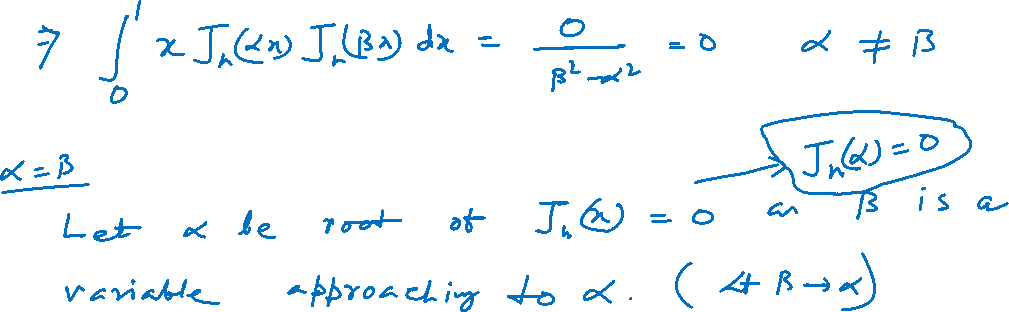 ⇒ ∫₀¹ x Jₙ(αx) Jₙ(βx) dx = 0/(β² - α²) = 0 α ≠ β
α = β
Jₙ(α) = 0
Let α be root of Jₙ(x) = 0 an β is a
variable approaching to α. ( Lt β → α)